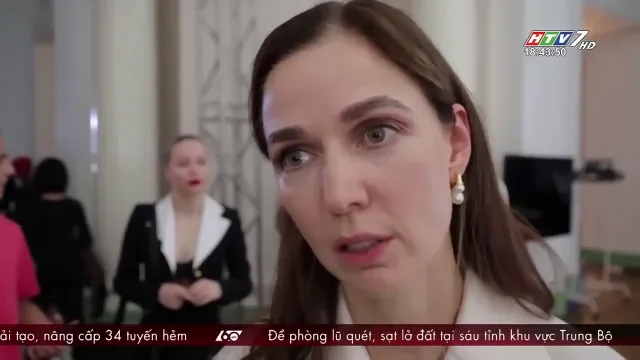 HTV7 HD
18:43:50
ải tạo, nâng cấp 34 tuyến hẻm 60 Đề phòng lũ quét, sạt lở đất tại sáu tỉnh khu vực Trung Bộ